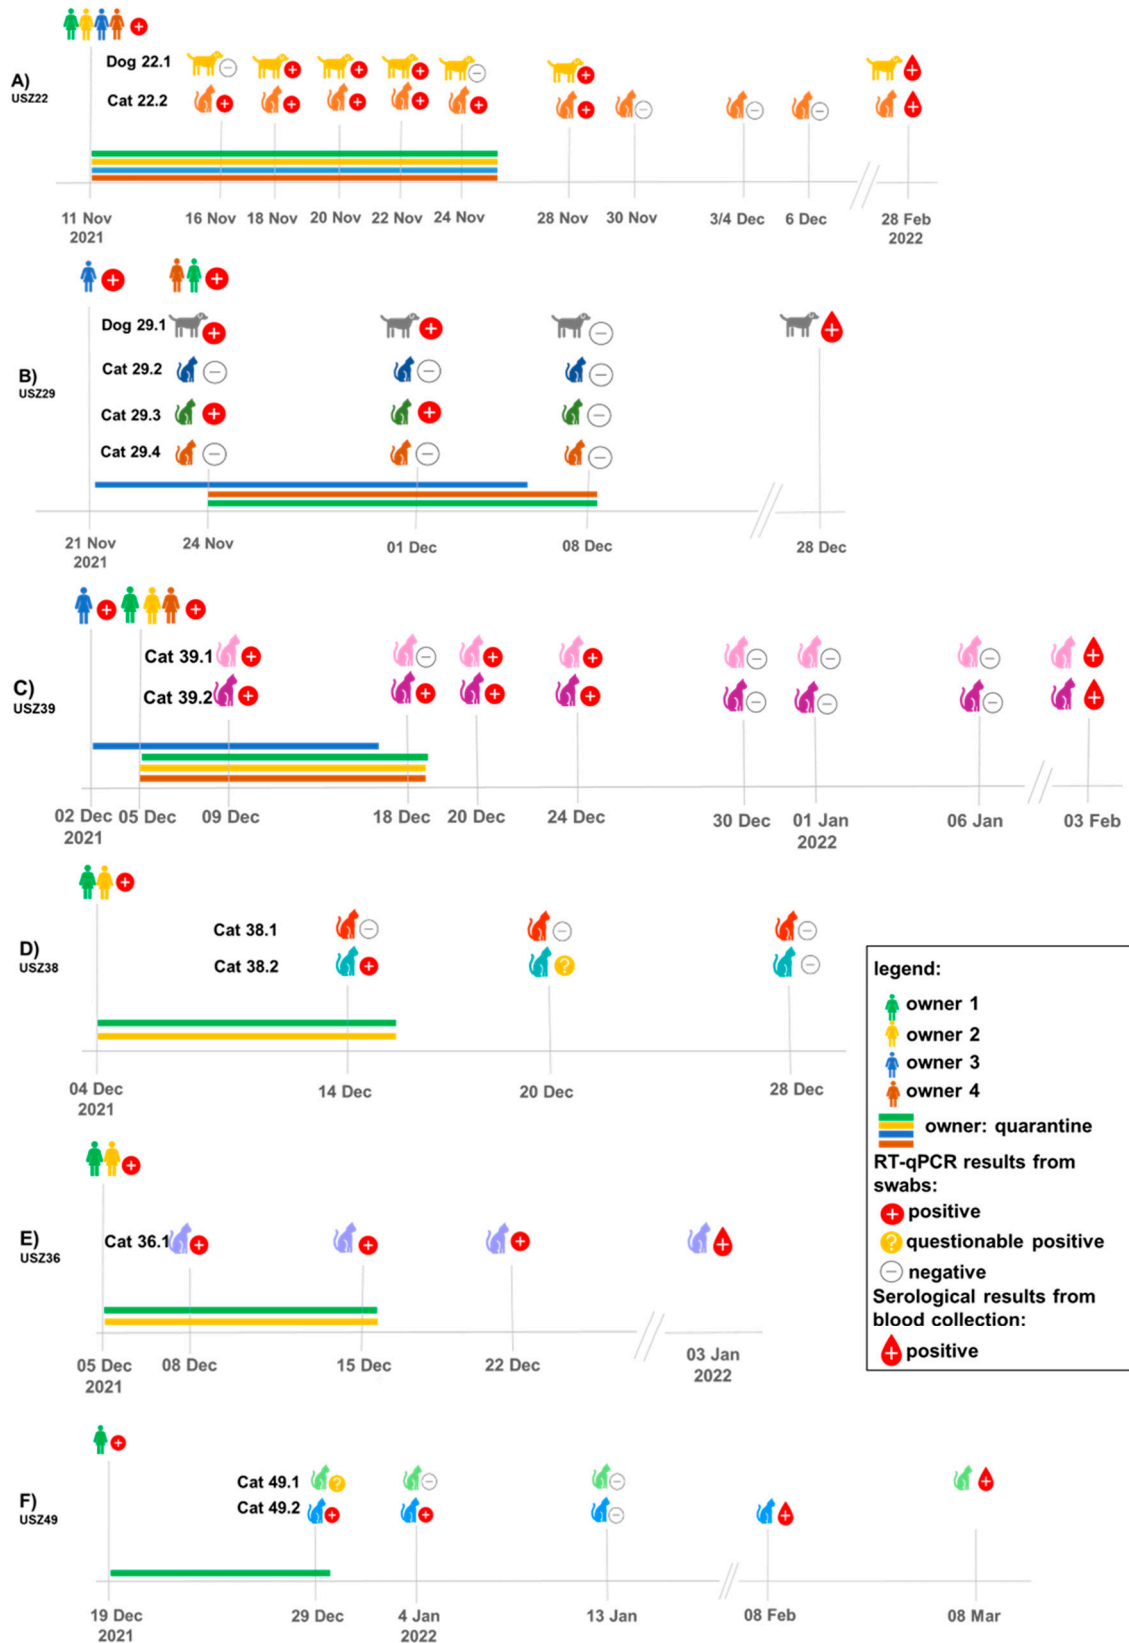 A)
USZ22
Dog 22.1
Cat 22.2
11 Nov
2021
16 Nov
18 Nov
20 Nov
22 Nov
24 Nov
28 Nov
30 Nov
3/4 Dec
6 Dec
28 Feb
2022
B)
USZ29
Dog 29.1
Cat 29.2
Cat 29.3
Cat 29.4
21 Nov
2021
24 Nov
01 Dec
08 Dec
28 Dec
C)
USZ39
Cat 39.1
Cat 39.2
02 Dec
2021
05 Dec
09 Dec
18 Dec
20 Dec
24 Dec
30 Dec
01 Jan
2022
06 Jan
03 Feb
D)
USZ38
Cat 38.1
Cat 38.2
?
04 Dec
2021
14 Dec
20 Dec
28 Dec
legend:
owner 1
owner 2
owner 3
owner 4
owner: quarantine
RT-qPCR results from
swabs:
positive
? questionable positive
negative
Serological results from
blood collection:
positive
E)
USZ36
Cat 36.1
05 Dec
2021
08 Dec
15 Dec
22 Dec
03 Jan
2022
F)
USZ49
Cat 49.1
?
Cat 49.2
19 Dec
2021
29 Dec
4 Jan
2022
13 Jan
08 Feb
08 Mar